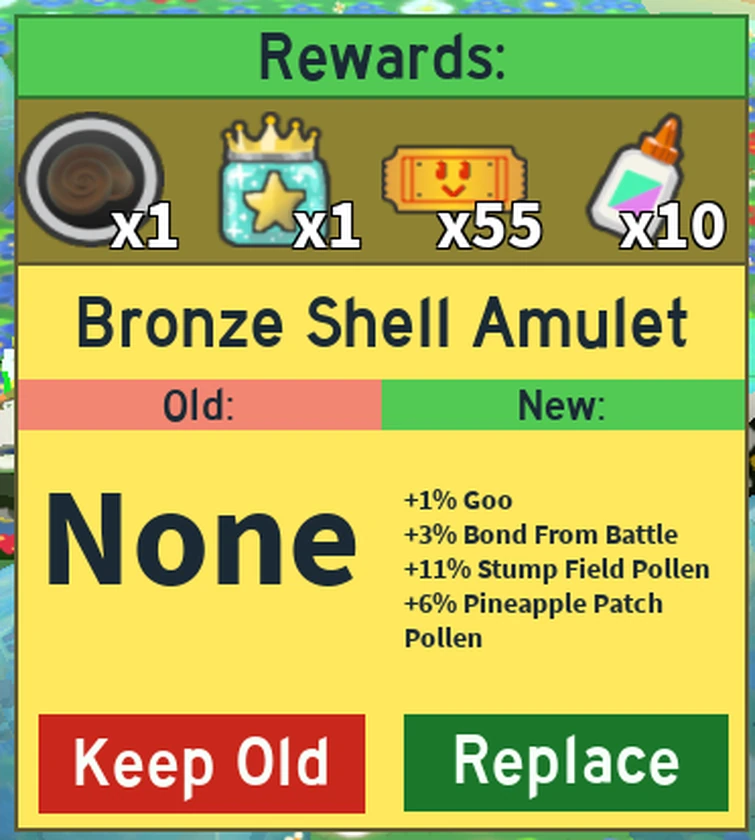 Rewards:
x1 x1 x55 x10
Bronze Shell Amulet
Old: New:
None
+1% Goo
+3% Bond From Battle
+11% Stump Field Pollen
+6% Pineapple Patch
Pollen
Keep Old Replace